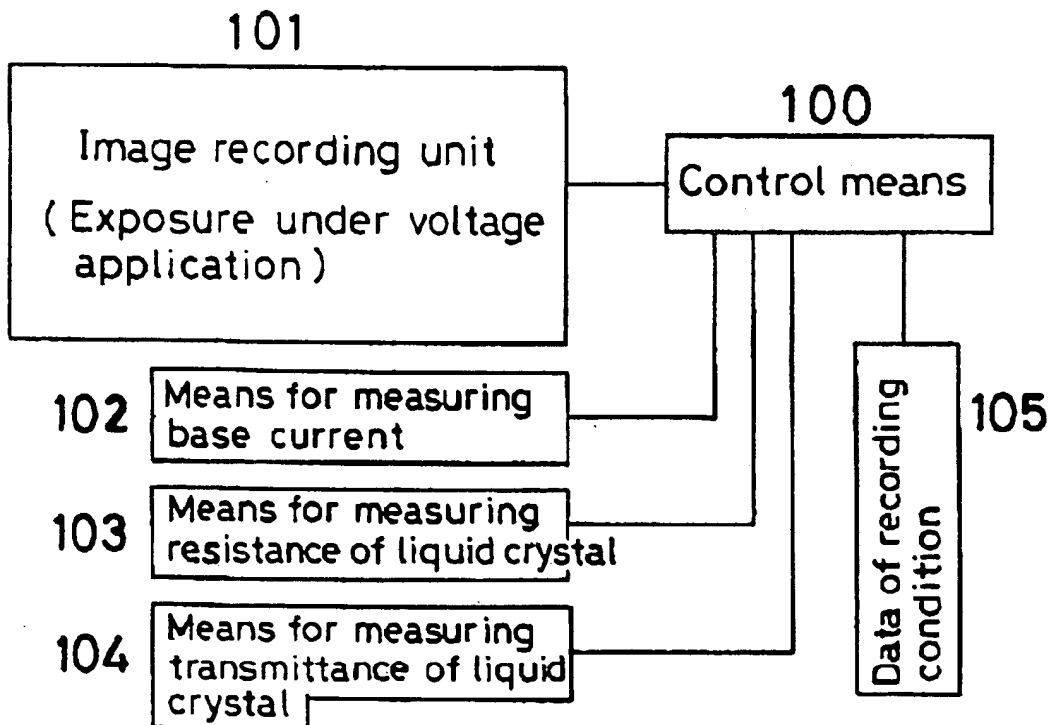 101
Image recording unit
(Exposure under voltage
application)
100
Control means
102
Means for measuring
base current
103
Means for measuring
resistance of liquid crystal
104
Means for measuring
transmittance of liquid
crystal
105
Data of recording
condition